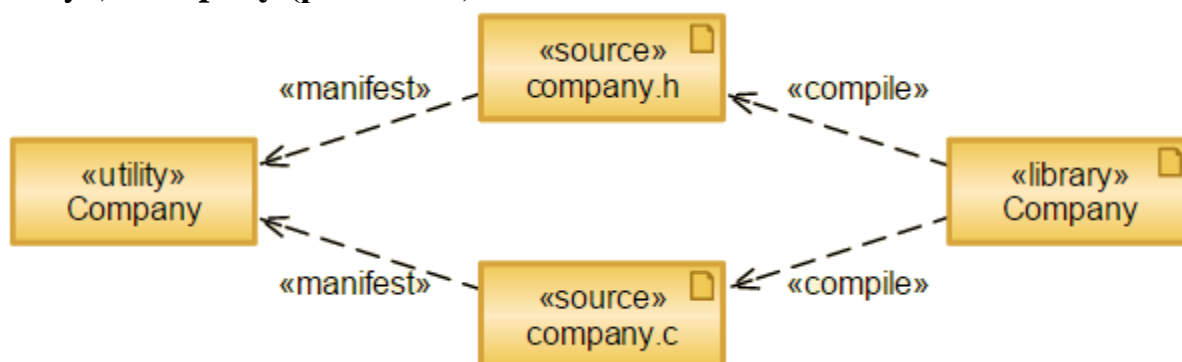 «source»
company.h
«manifest»
«compile»
«utility»
Company
«library»
Company
«manifest»
«compile»
«source»
company.c